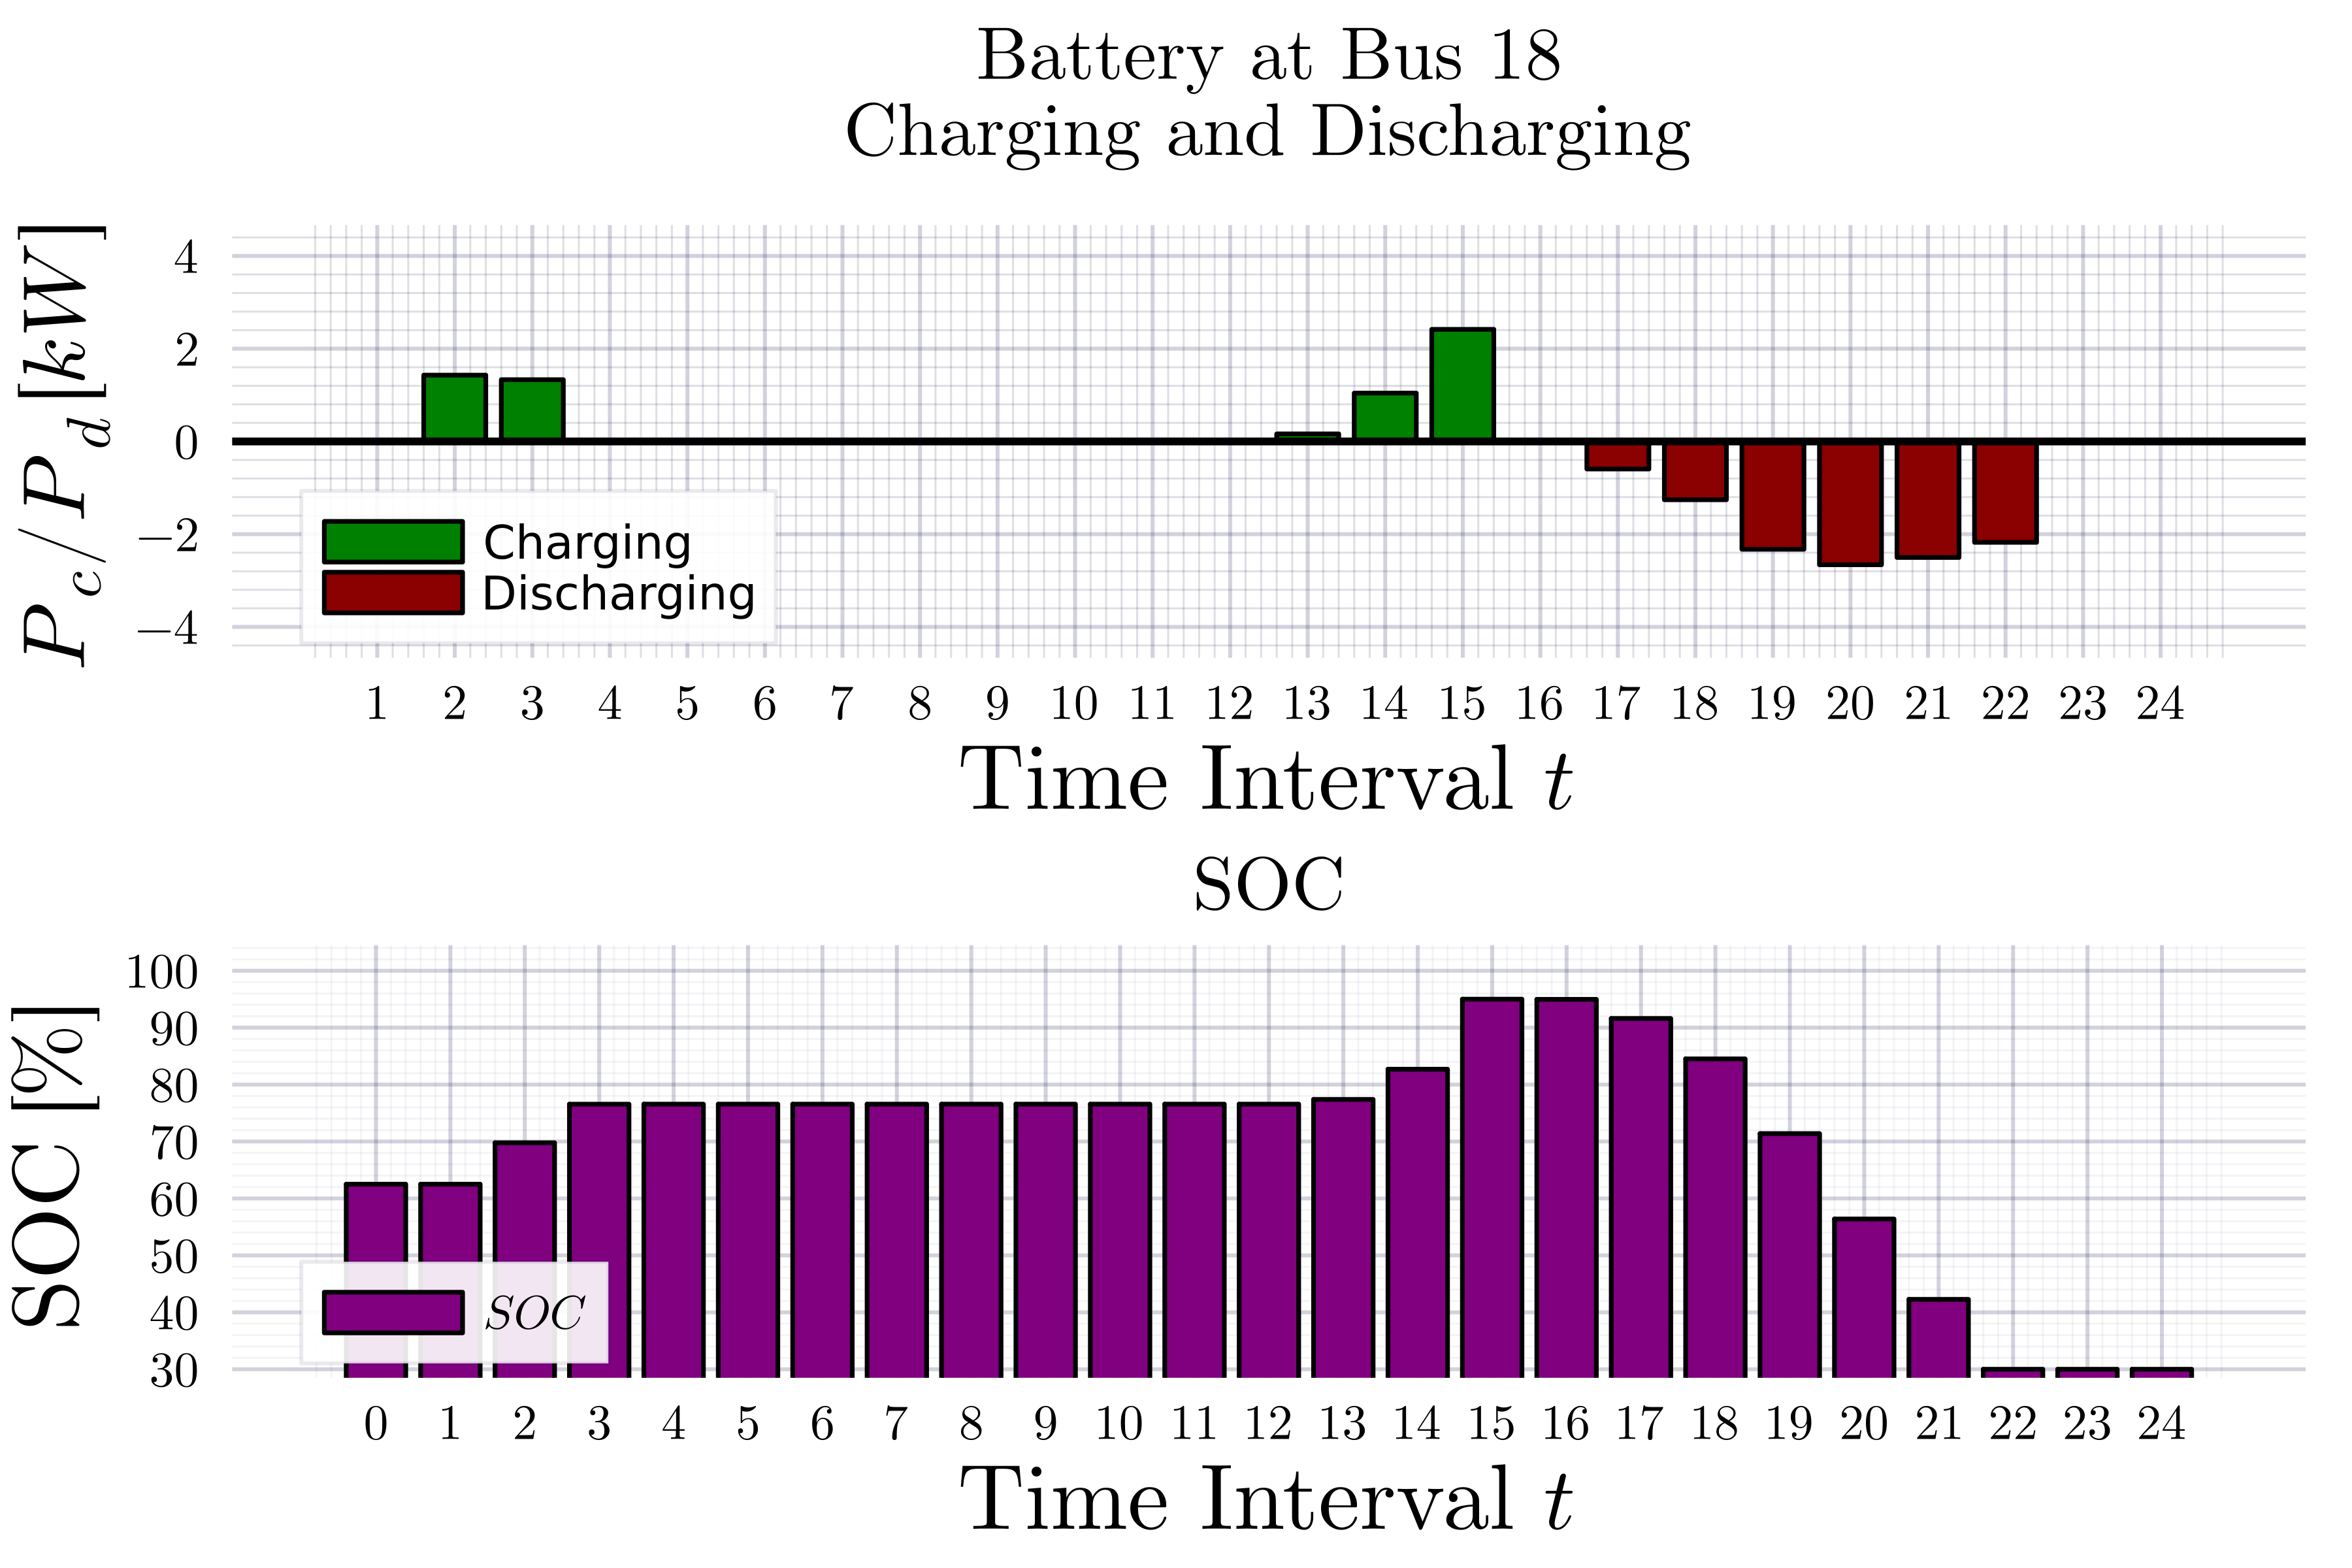 Battery at Bus 18
Charging and Discharging
P_c/P_d [kW]
4
2
0
−2
−4
Charging
Discharging
1 2 3 4 5 6 7 8 9 10 11 12 13 14 15 16 17 18 19 20 21 22 23 24
Time Interval t
SOC
SOC [%]
100
90
80
70
60
50
40
30
SOC
0 1 2 3 4 5 6 7 8 9 10 11 12 13 14 15 16 17 18 19 20 21 22 23 24
Time Interval t